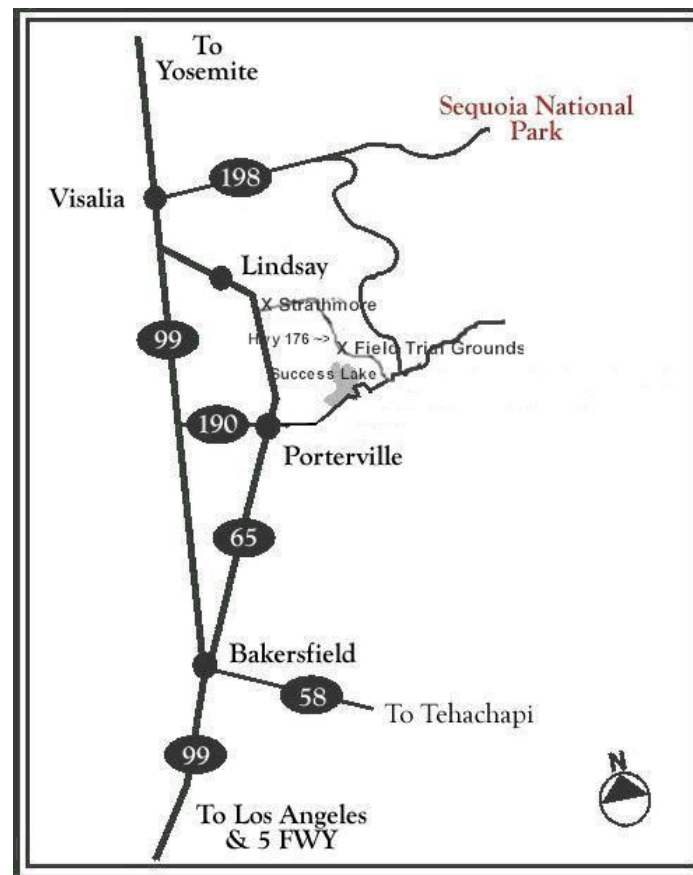 To
Yosemite
Sequoia National
Park
198
Visalia
Lindsay
X Strathmore
99
Hwy 176 ~>
X Field Trial Grounds
Success Lake
190
Porterville
65
Bakersfield
58
To Tehachapi
99
N
To Los Angeles
& 5 FWY